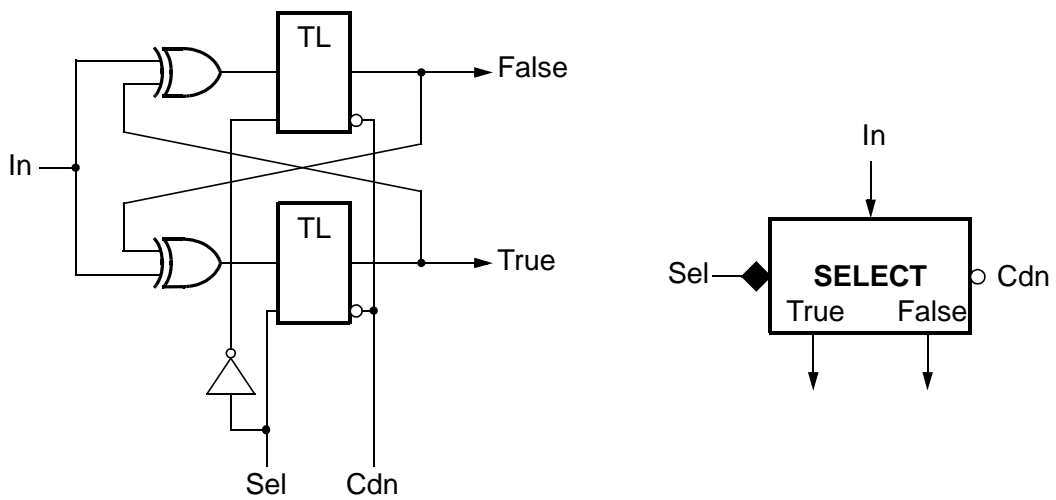 TL
False
In
TL
True
Sel
Cdn
In
Sel
SELECT
Cdn
True
False